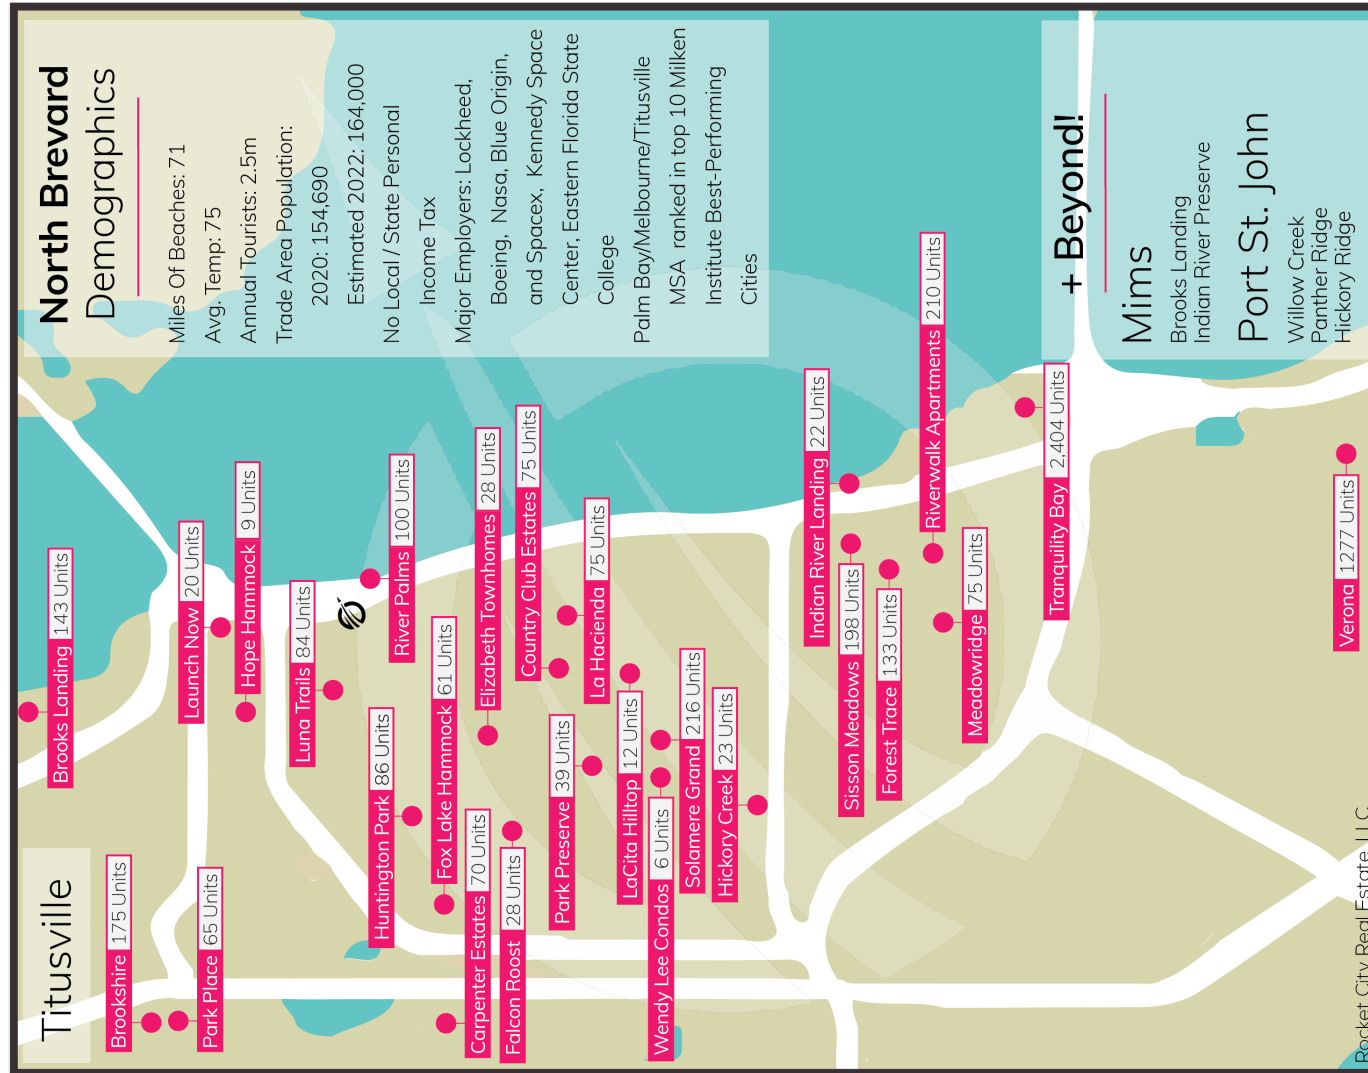 Titusville
North Brevard
Demographics
Miles Of Beaches: 71
Avg. Temp: 75
Annual Tourists: 2.5m
Trade Area Population:
2020: 154,690
Estimated 2022: 164,000
No Local / State Personal
Income Tax
Major Employers: Lockheed,
Boeing, Nasa, Blue Origin,
and Spacex, Kennedy Space
Center, Eastern Florida State
College
Palm Bay/Melbourne/Titusville
MSA ranked in top 10 Milken
Institute Best-Performing
Cities
Brooks Landing 143 Units
Brookshire 175 Units
Park Place 65 Units
Launch Now 20 Units
Hope Hammock 9 Units
Luna Trails 84 Units
River Palms 100 Units
Huntington Park 86 Units
Fox Lake Hammock 61 Units
Elizabeth Townhomes 28 Units
Carpenter Estates 70 Units
Falcon Roost 28 Units
Country Club Estates 75 Units
Park Preserve 39 Units
La Hacienda 75 Units
LaCita Hilltop 12 Units
Wendy Lee Condos 6 Units
Solamere Grand 216 Units
Hickory Creek 23 Units
Indian River Landing 22 Units
Sisson Meadows 198 Units
Forest Trace 133 Units
Riverwalk Apartments 210 Units
Meadowridge 75 Units
Tranquility Bay 2,404 Units
Verona 1277 Units
+ Beyond!
Mims
Brooks Landing
Indian River Preserve
Port St. John
Willow Creek
Panther Ridge
Hickory Ridge
Rocket City Real Estate, LLC